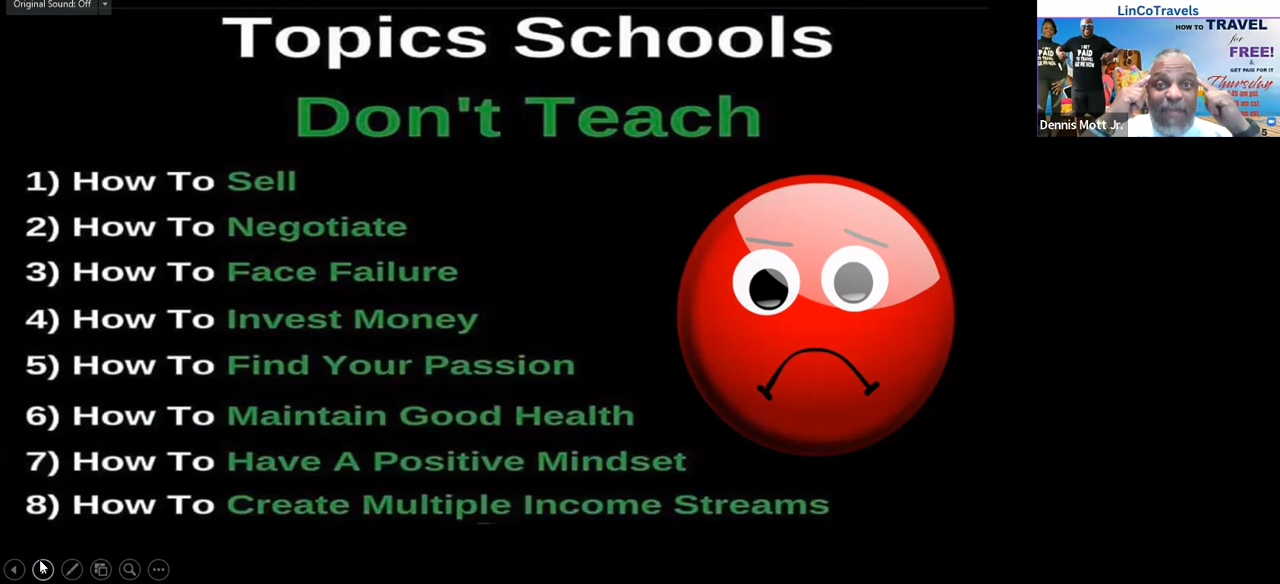 Original Sound: Off
Topics Schools
Don't Teach
1) How To Sell
2) How To Negotiate
3) How To Face Failure
4) How To Invest Money
5) How To Find Your Passion
6) How To Maintain Good Health
7) How To Have A Positive Mindset
8) How To Create Multiple Income Streams
LinCoTravels
HOW TO TRAVEL
for
FREE!
&
GET PAID FOR IT
Thursday
Dennis Mott Jr.